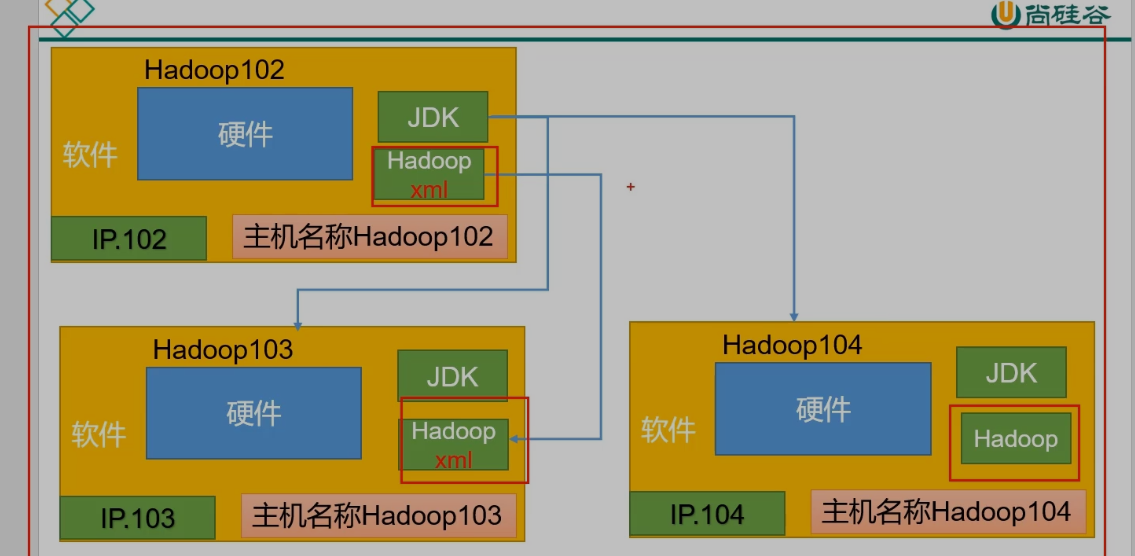 尚硅谷
Hadoop102
硬件
JDK
软件
Hadoop
xml
IP.102
主机名称Hadoop102
Hadoop103
硬件
JDK
软件
Hadoop
xml
IP.103
主机名称Hadoop103
Hadoop104
硬件
JDK
软件
Hadoop
IP.104
主机名称Hadoop104